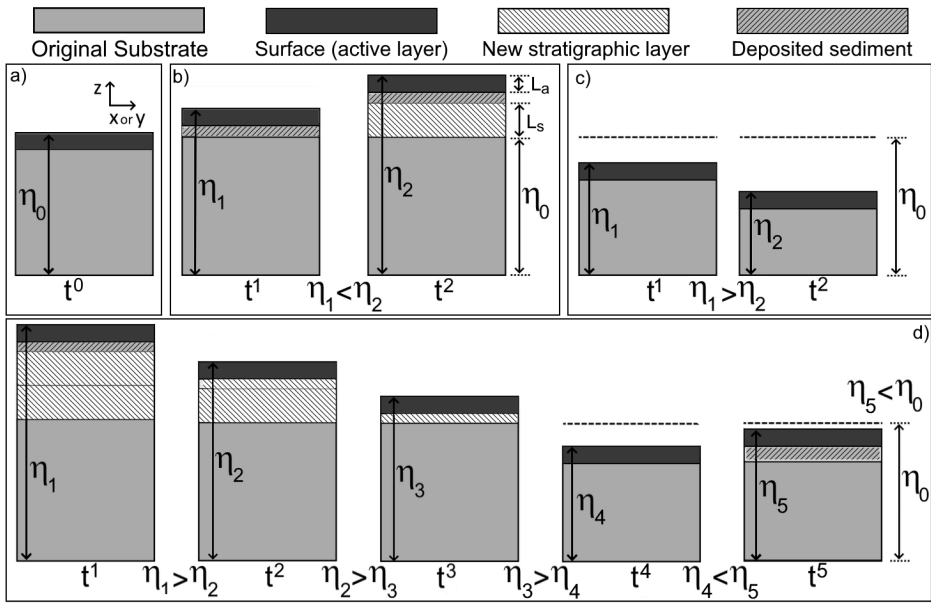 Original Substrate
Surface (active layer)
New stratigraphic layer
Deposited sediment
a)
z
x or y
η₀
t⁰
b)
η₁
η₂
Lₐ
Lₛ
η₀
t¹
η₁<η₂
t²
c)
η₁
η₂
η₀
t¹
η₁>η₂
t²
d)
η₁
η₂
η₃
η₄
η₅
η₅<η₀
η₀
t¹
η₁>η₂
t²
η₂>η₃
t³
η₃>η₄
t⁴
η₄<η₅
t⁵